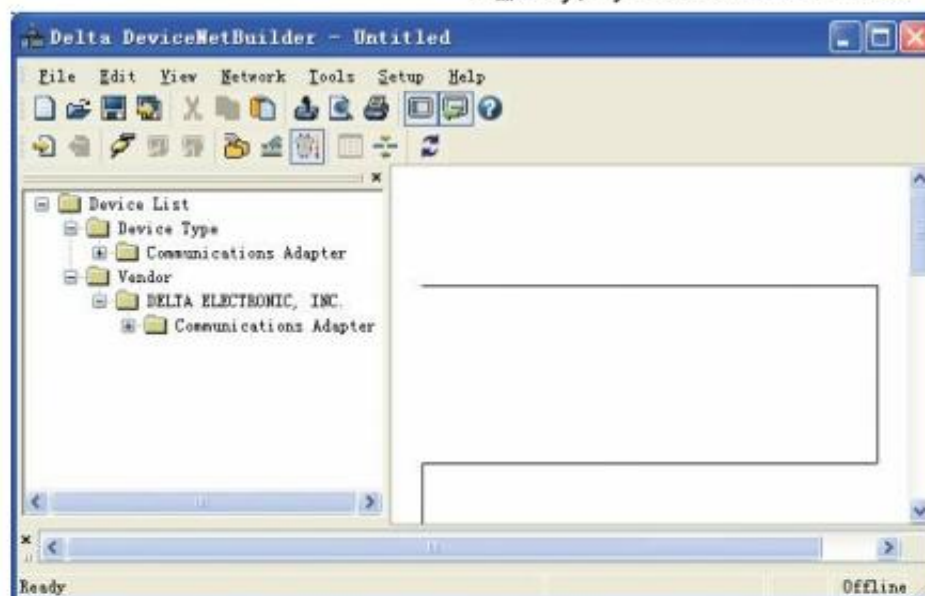 Delta DeviceNetBuilder - Untitled
File Edit View Network Tools Setup Help
Device List
Device Type
Communications Adapter
Vendor
DELTA ELECTRONIC, INC.
Communications Adapter
Ready
Offline